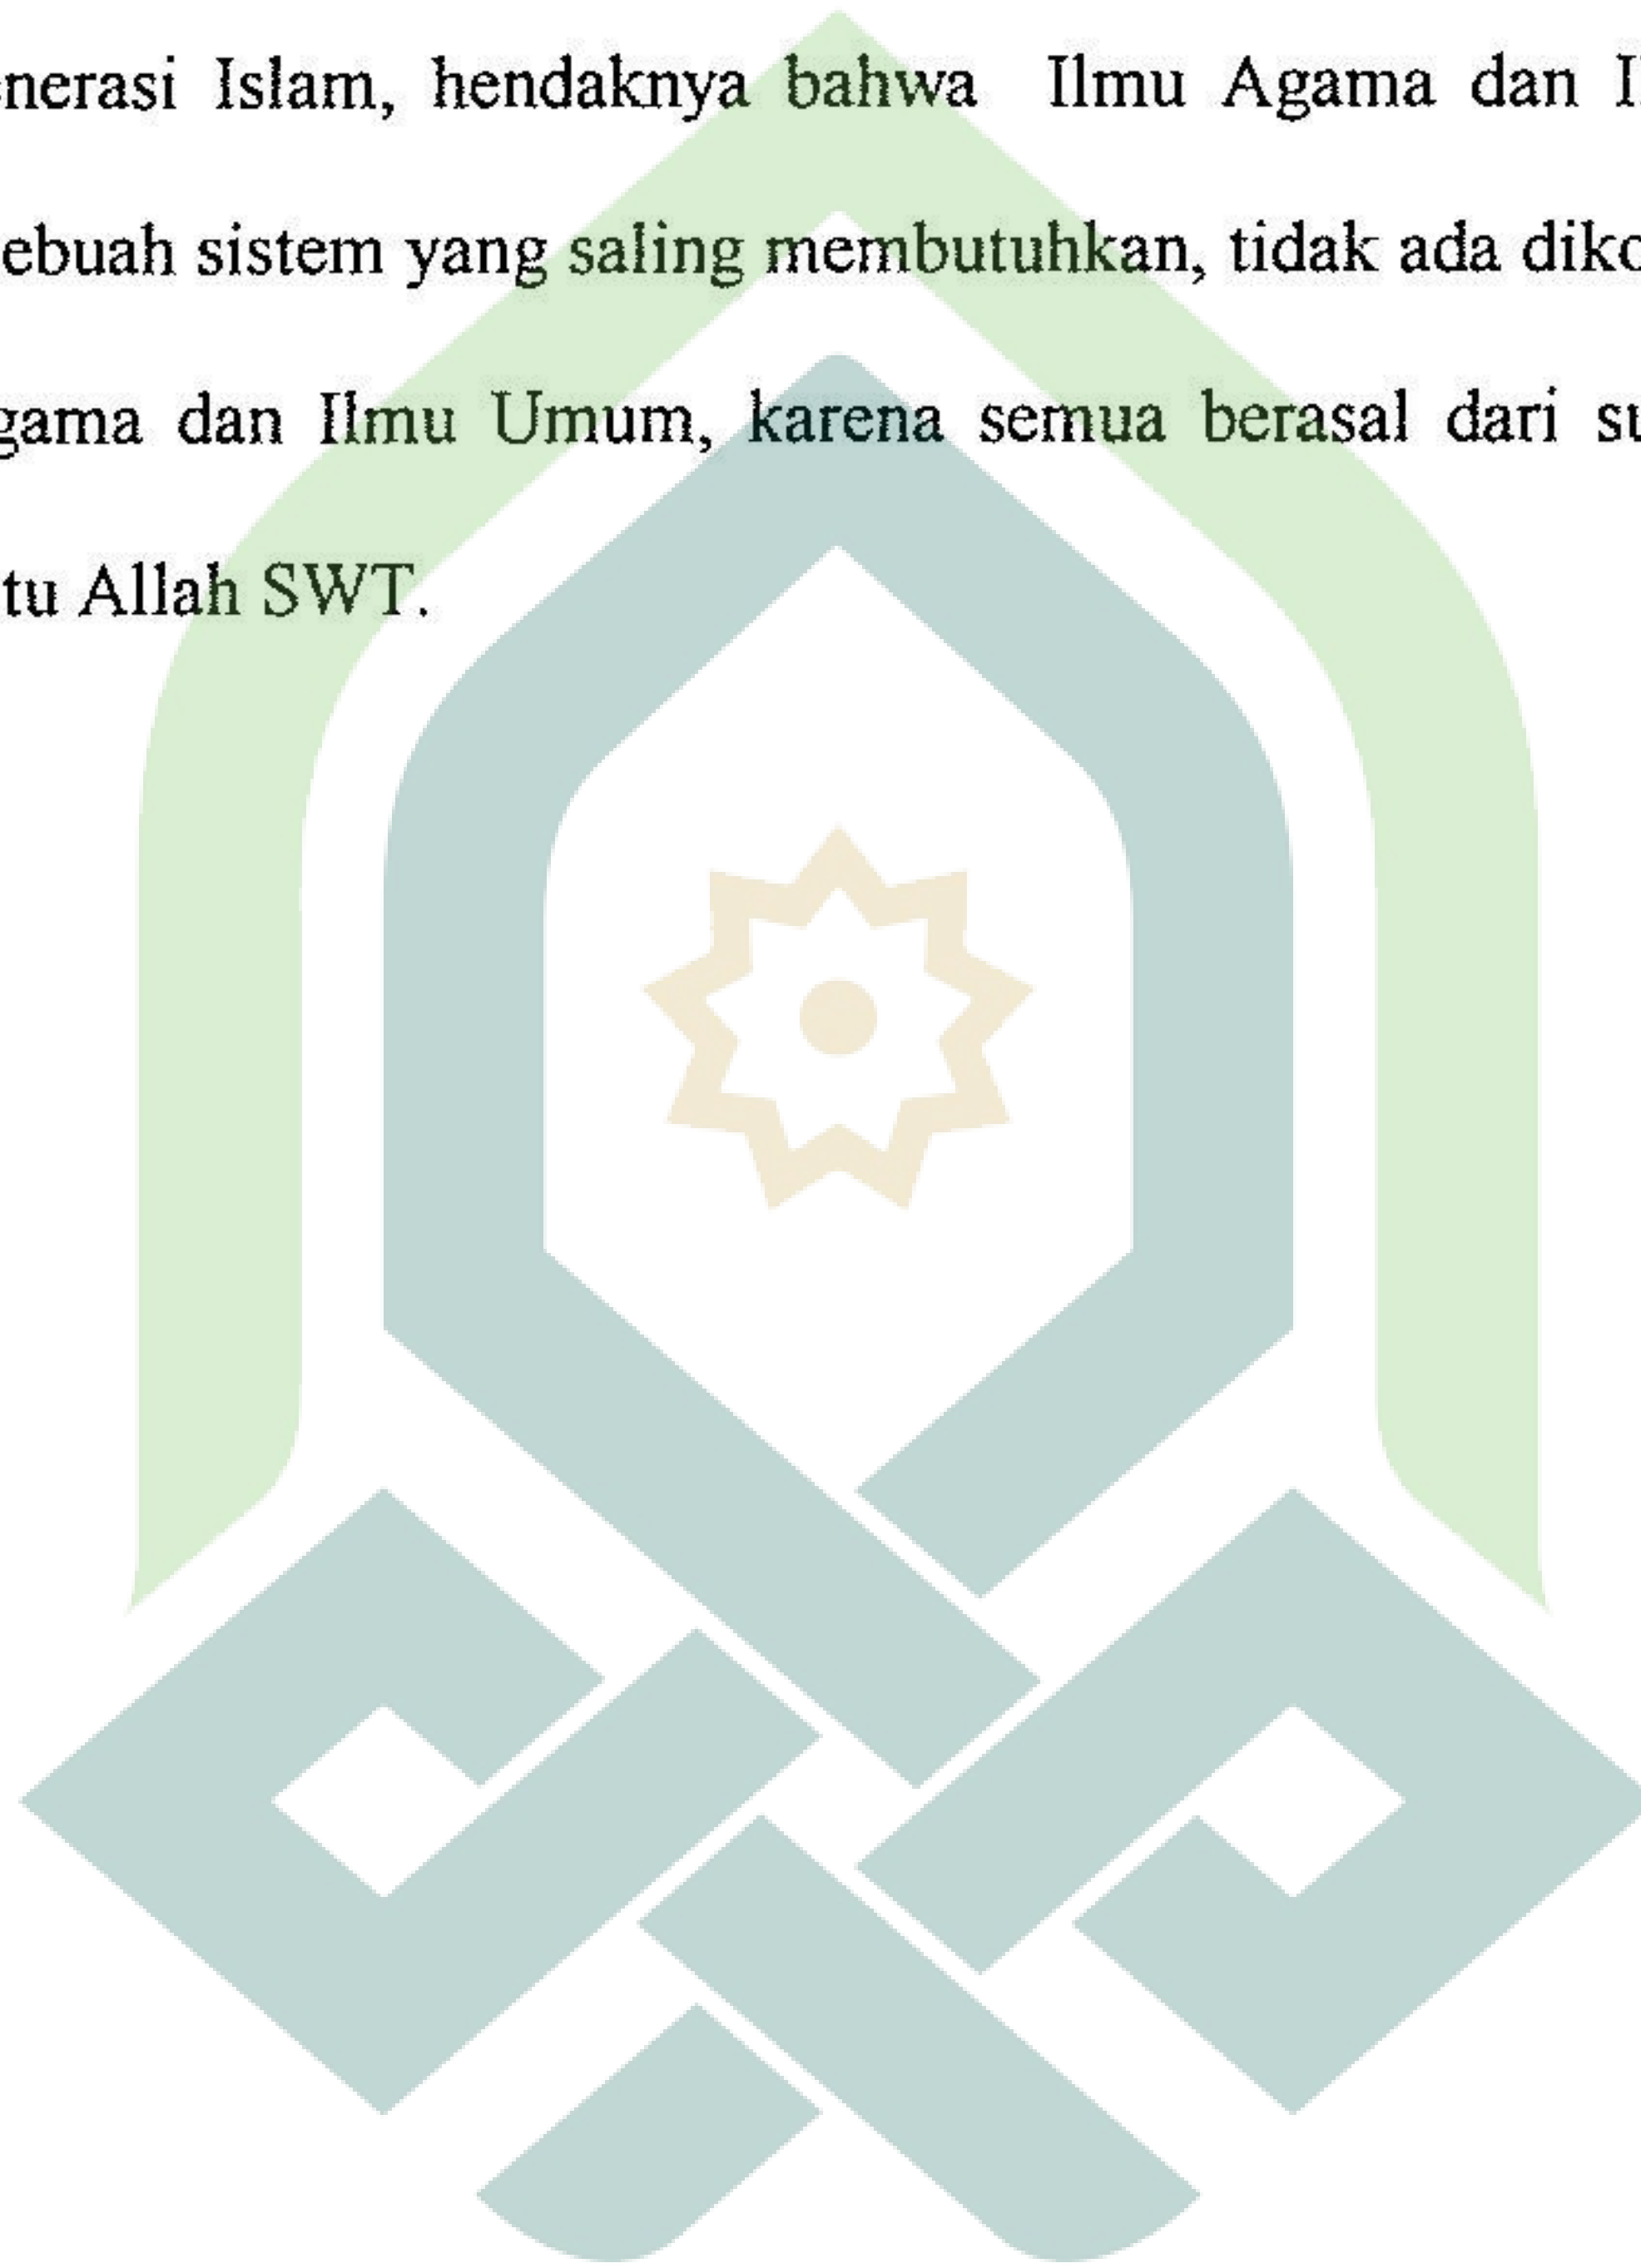 nerasi Islam, hendaknya bahwa Ilmu Agama dan I
ebuah sistem yang saling membutuhkan, tidak ada diko
gama dan Ilmu Umum, karena semua berasal dari su
tu Allah SWT.